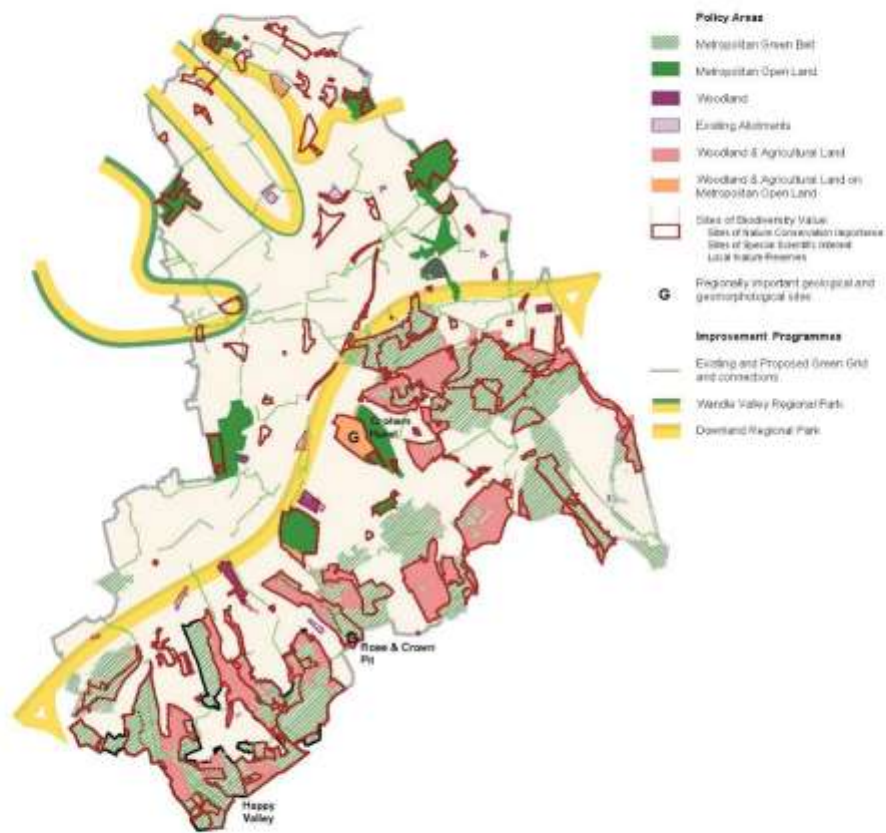 Policy Areas
Metropolitan Green Belt
Metropolitan Open Land
Woodland
Existing Allotments
Woodland & Agricultural Land
Woodland & Agricultural Land on
Metropolitan Open Land
Sites of Biodiversity Value:
Sites of Nature Conservation Importance
Sites of Special Scientific Interest
Local Nature Reserves
G
Regionally important geological and
geomorphological sites
Improvement Programmes
Existing and Proposed Green Grid
and connections
Wandle Valley Regional Park
Downland Regional Park
Croham
Hurst
G
G
Rose & Crown
Pit
Happy
Valley